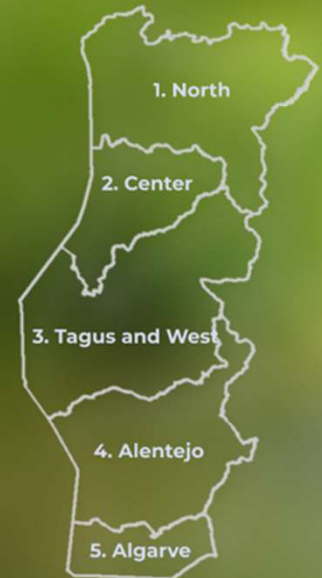 1. North
2. Center
3. Tagus and West
4. Alentejo
5. Algarve